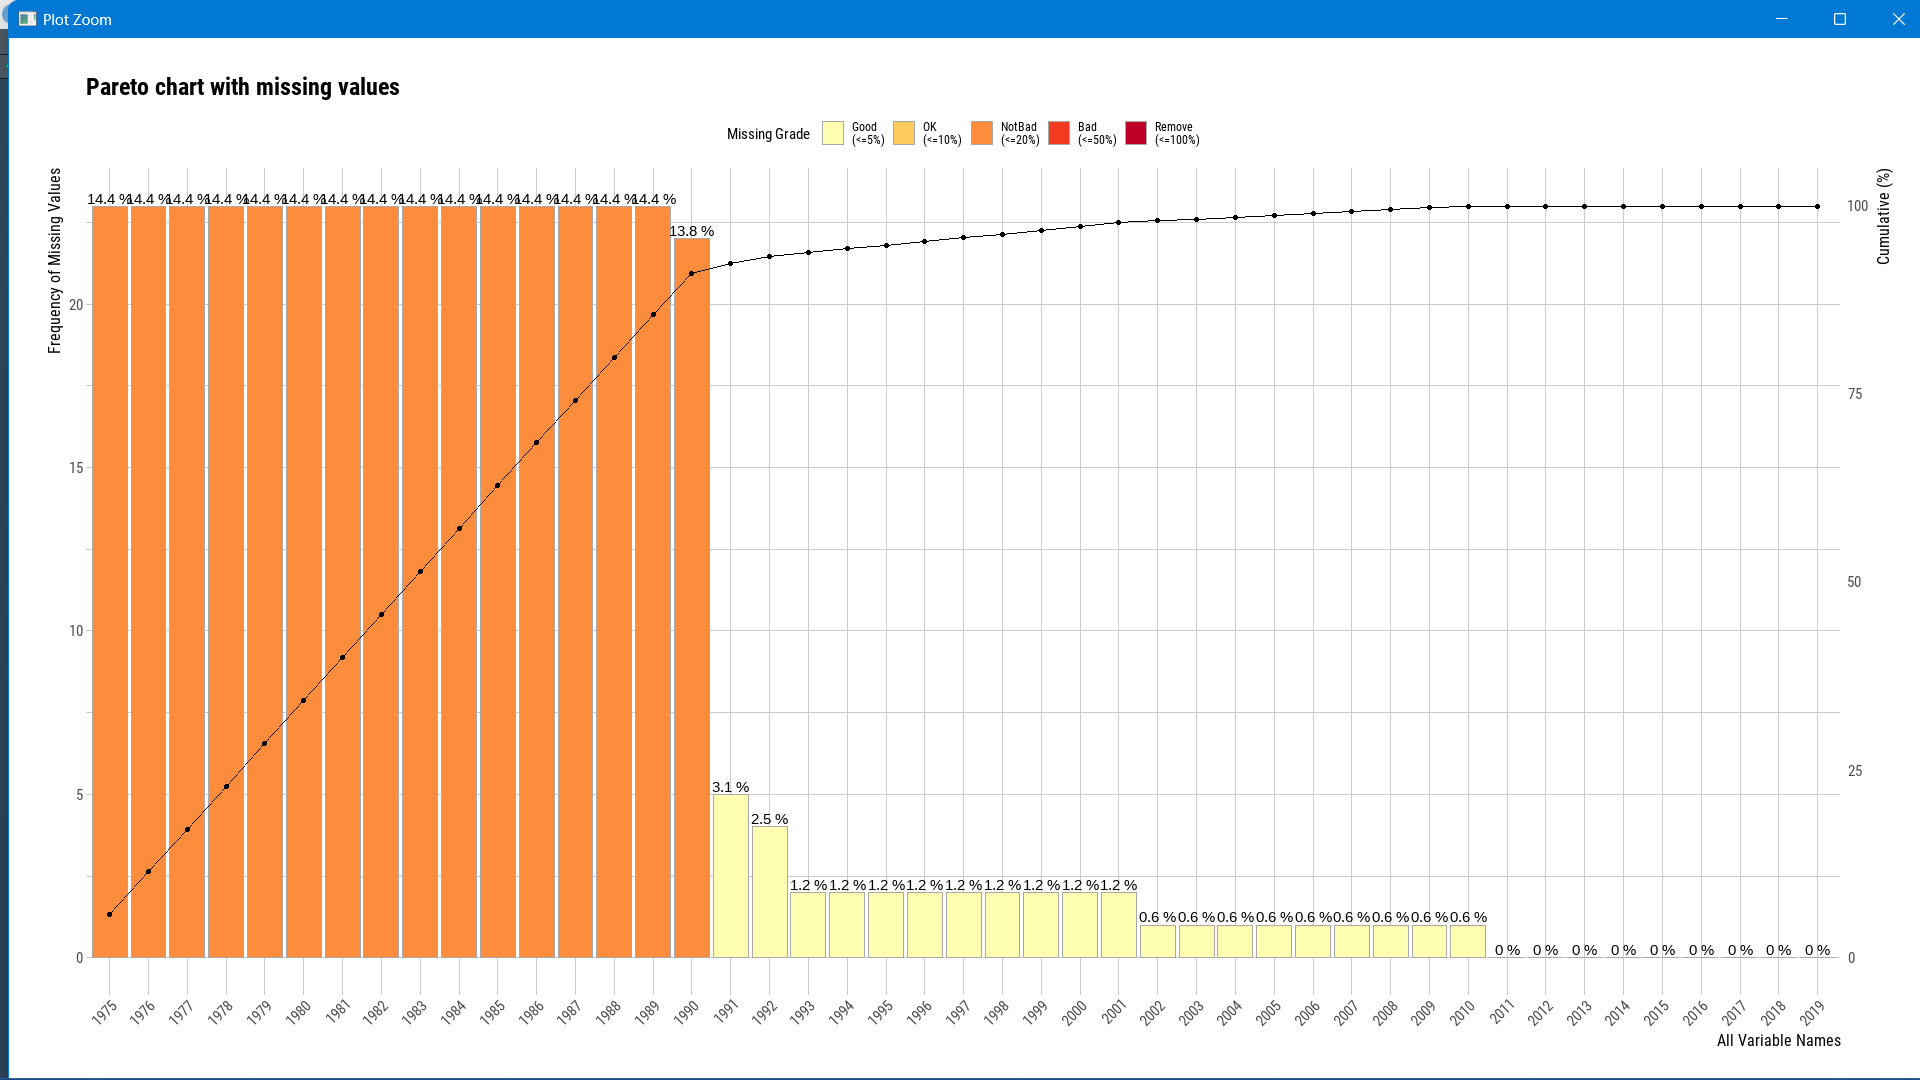 Plot Zoom
Pareto chart with missing values
Missing Grade
Good
(<=5%)
OK
(<=10%)
NotBad
(<=20%)
Bad
(<=50%)
Remove
(<=100%)
Frequency of Missing Values
Cumulative (%)
14.4 % 14.4 % 14.4 % 14.4 % 14.4 % 14.4 % 14.4 % 14.4 % 14.4 % 14.4 % 14.4 % 14.4 % 14.4 % 14.4 % 14.4 %
13.8 %
3.1 %
2.5 %
1.2 % 1.2 % 1.2 % 1.2 % 1.2 % 1.2 % 1.2 % 1.2 % 1.2 %
0.6 % 0.6 % 0.6 % 0.6 % 0.6 % 0.6 % 0.6 % 0.6 % 0.6 %
0 % 0 % 0 % 0 % 0 % 0 % 0 % 0 % 0 %
20
15
10
5
0
100
75
50
25
0
1975 1976 1977 1978 1979 1980 1981 1982 1983 1984 1985 1986 1987 1988 1989 1990 1991 1992 1993 1994 1995 1996 1997 1998 1999 2000 2001 2002 2003 2004 2005 2006 2007 2008 2009 2010 2011 2012 2013 2014 2015 2016 2017 2018 2019
All Variable Names